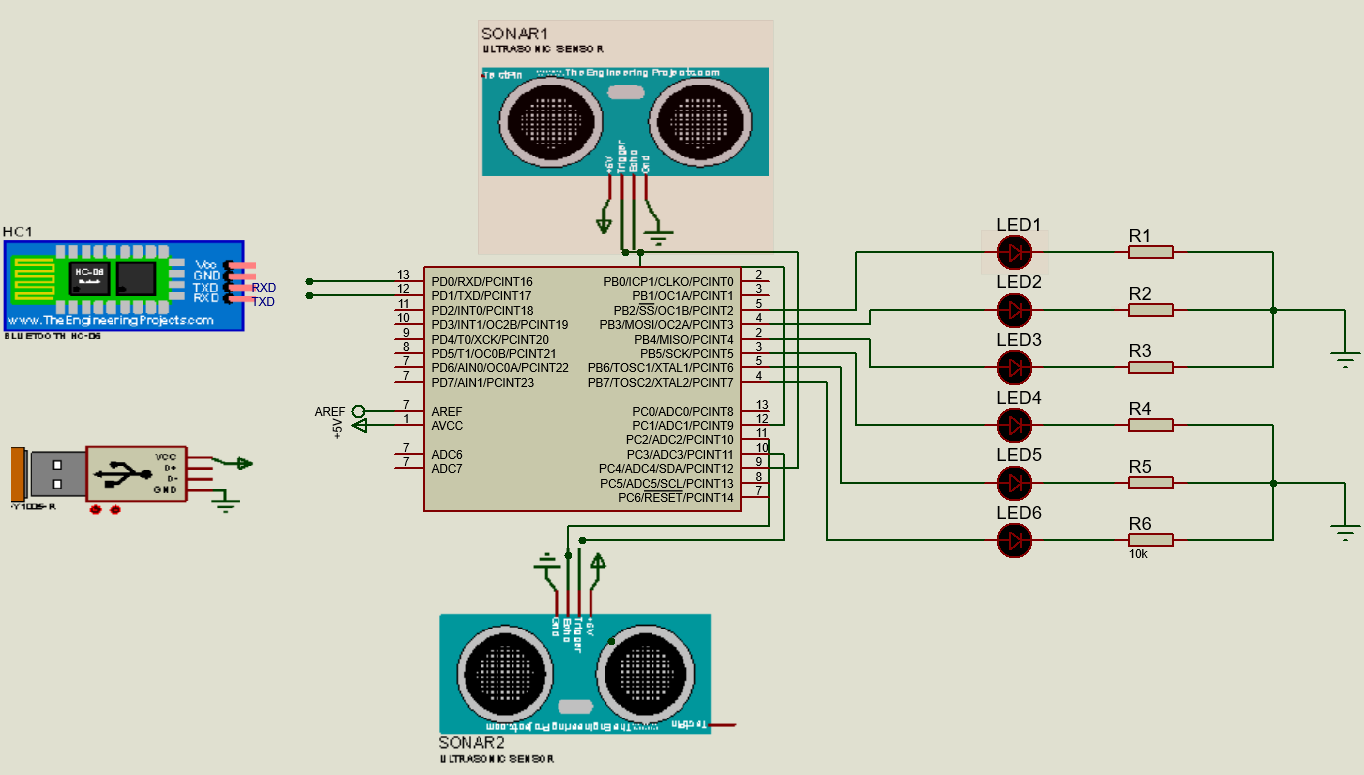 SONAR1
ULTRASONIC SENSOR
TestPin www.TheEngineeringProjects.com
+5V
Trigger
Echo
Gnd
HC1
HC-06
Bluetooth
Vcc
GND
TXD
RXD
RXD
TXD
www.TheEngineeringProjects.com
BLUETOOTH HC-06
13 PD0/RXD/PCINT16
12 PD1/TXD/PCINT17
11 PD2/INT0/PCINT18
10 PD3/INT1/OC2B/PCINT19
9 PD4/T0/XCK/PCINT20
8 PD5/T1/OC0B/PCINT21
7 PD6/AIN0/OC0A/PCINT22
7 PD7/AIN1/PCINT23
AREF 7 AREF
+5V 1 AVCC
7 ADC6
7 ADC7
PB0/ICP1/CLKO/PCINT0 2
PB1/OC1A/PCINT1 3
PB2/SS/OC1B/PCINT2 5
PB3/MOSI/OC2A/PCINT3 4
PB4/MISO/PCINT4 2
PB5/SCK/PCINT5 3
PB6/TOSC1/XTAL1/PCINT6 5
PB7/TOSC2/XTAL2/PCINT7 4
PC0/ADC0/PCINT8 13
PC1/ADC1/PCINT9 12
PC2/ADC2/PCINT10 11
PC3/ADC3/PCINT11 10
PC4/ADC4/SDA/PCINT12 9
PC5/ADC5/SCL/PCINT13 8
PC6/RESET/PCINT14 7
LED1 R1
LED2 R2
LED3 R3
LED4 R4
LED5 R5
LED6 R6
10k
VCC
D+
D-
GND
Gnd
Echo
Trigger
+5V
www.TheEngineeringProjects.com TestPin
SONAR2
ULTRASONIC SENSOR